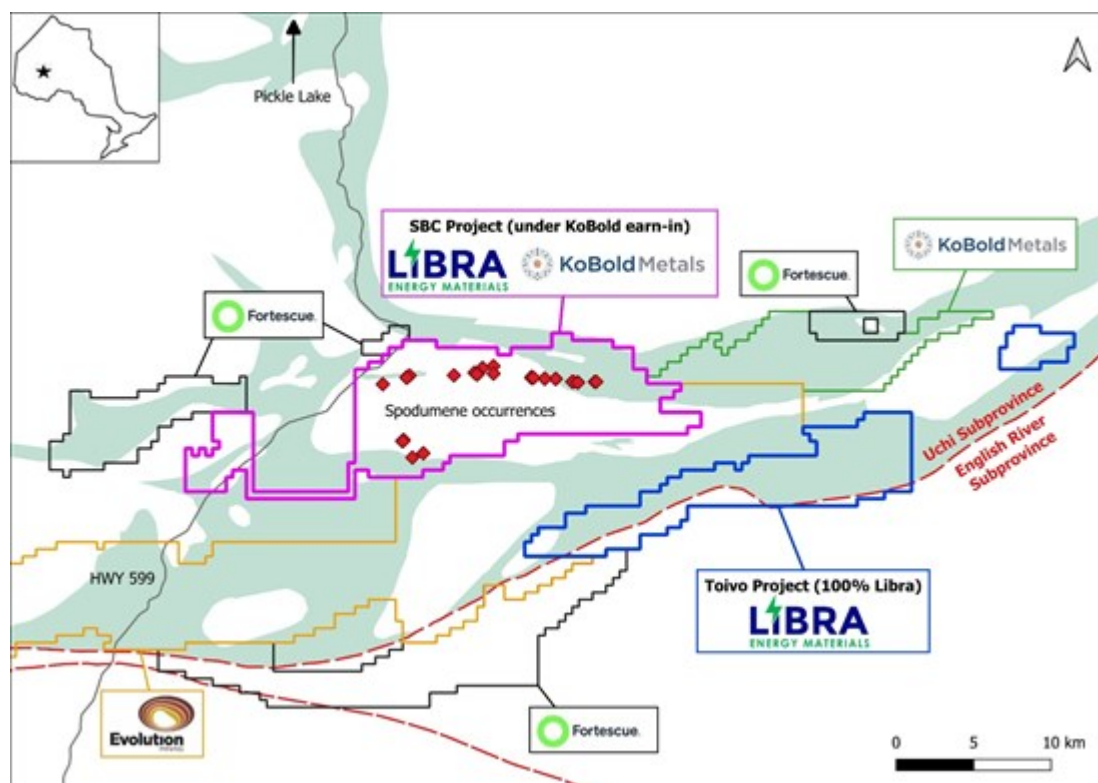 Pickle Lake
SBC Project (under KoBold earn-in)
LIBRA
ENERGY MATERIALS
KoBold Metals
KoBold Metals
Fortescue.
Fortescue.
Spodumene occurrences
Uchi Subprovince
English River
Subprovince
HWY 599
Toivo Project (100% Libra)
LIBRA
ENERGY MATERIALS
Evolution
MINING
Fortescue.
0 5 10 km